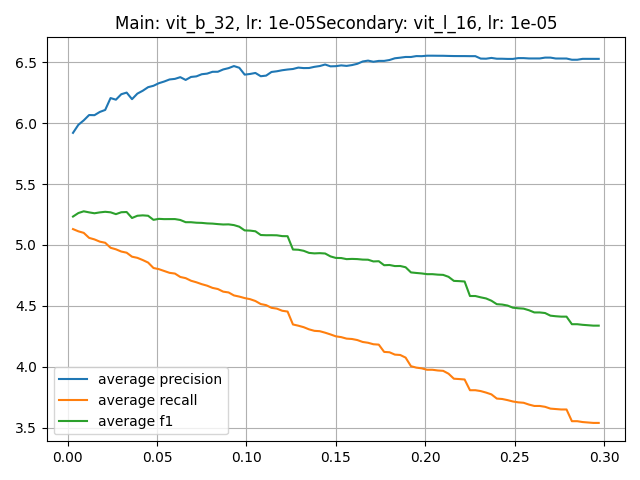 Main: vit_b_32, lr: 1e-05Secondary: vit_l_16, lr: 1e-05
6.5
6.0
5.5
5.0
4.5
4.0
3.5
average precision
average recall
average f1
0.00 0.05 0.10 0.15 0.20 0.25 0.30